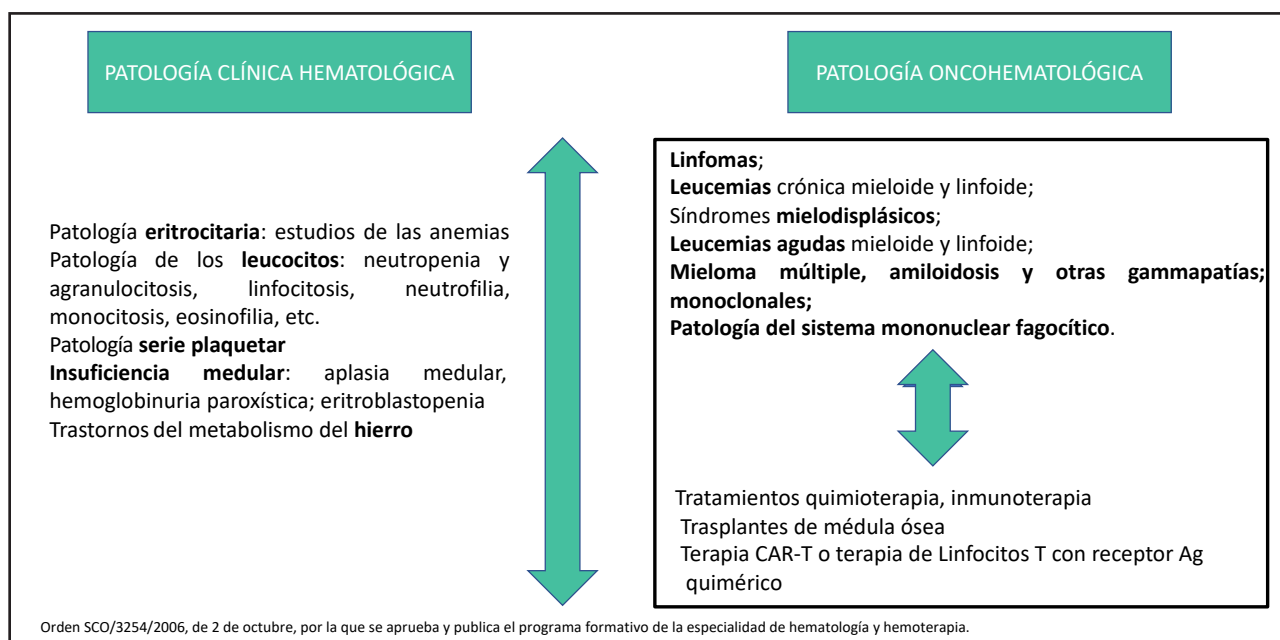 PATOLOGÍA CLÍNICA HEMATOLÓGICA
PATOLOGÍA ONCOHEMATOLÓGICA
Patología eritrocitaria: estudios de las anemias
Patología de los leucocitos: neutropenia y
agranulocitosis, linfocitosis, neutrofilia,
monocitosis, eosinofilia, etc.
Patología serie plaquetar
Insuficiencia medular: aplasia medular,
hemoglobinuria paroxística; eritroblastopenia
Trastornos del metabolismo del hierro
Linfomas;
Leucemias crónica mieloide y linfoide;
Síndromes mielodisplásicos;
Leucemias agudas mieloide y linfoide;
Mieloma múltiple, amiloidosis y otras gammapatías;
monoclonales;
Patología del sistema mononuclear fagocítico.
Tratamientos quimioterapia, inmunoterapia
Trasplantes de médula ósea
Terapia CAR-T o terapia de Linfocitos T con receptor Ag
quimérico
Orden SCO/3254/2006, de 2 de octubre, por la que se aprueba y publica el programa formativo de la especialidad de hematología y hemoterapia.